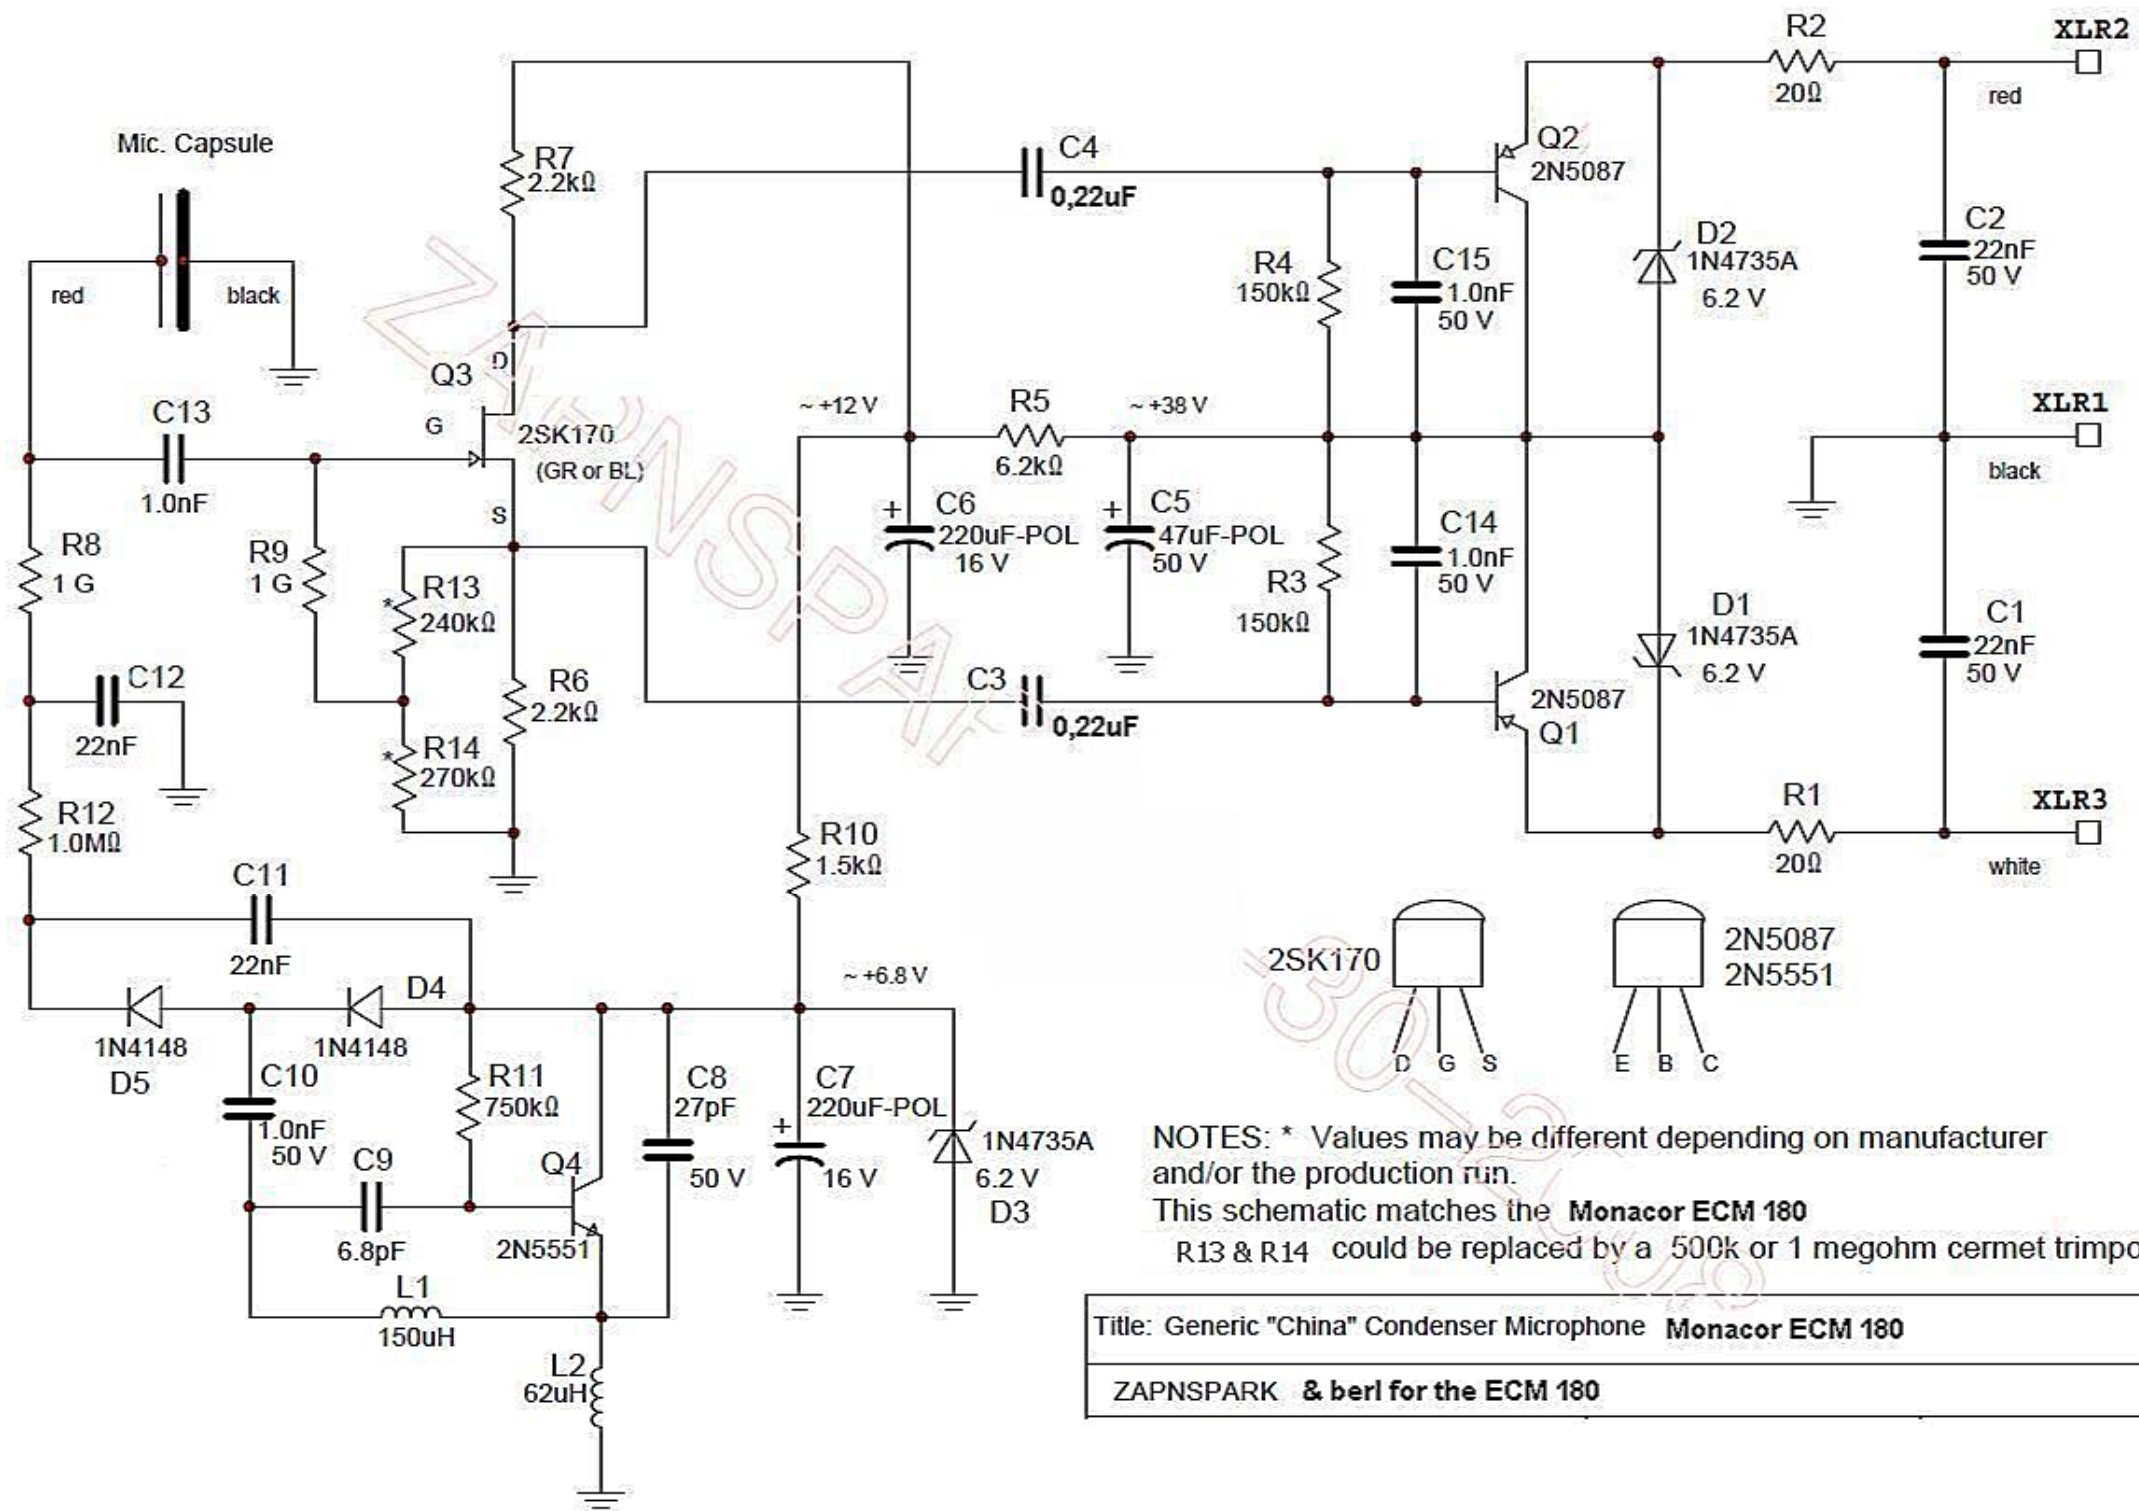 R2
XLR2
20Ω
red
Mic. Capsule
red
black
R7
2.2kΩ
C4
0,22uF
Q2
2N5087
R4
150kΩ
C15
1.0nF
50 V
D2
1N4735A
6.2 V
C2
22nF
50 V
Q3
D
G
S
2SK170
(GR or BL)
C13
1.0nF
~ +12 V
R5
6.2kΩ
~ +38 V
XLR1
black
R8
1 G
R9
1 G
R13
*
240kΩ
R14
*
270kΩ
R6
2.2kΩ
+
C6
220uF-POL
16 V
+
C5
47uF-POL
50 V
R3
150kΩ
C14
1.0nF
50 V
D1
1N4735A
6.2 V
C1
22nF
50 V
C12
22nF
C3
0,22uF
2N5087
Q1
R12
1.0MΩ
R1
20Ω
XLR3
white
R10
1.5kΩ
C11
22nF
D4
~ +6.8 V
1N4148
D5
1N4148
C10
1.0nF
50 V
R11
750kΩ
C8
27pF
50 V
C7
220uF-POL
+
16 V
1N4735A
6.2 V
D3
C9
6.8pF
Q4
2N5551
L1
150uH
L2
62uH
2SK170
D G S
2N5087
2N5551
E B C
NOTES: * Values may be different depending on manufacturer
and/or the production run.
This schematic matches the Monacor ECM 180
R13 & R14 could be replaced by a 500k or 1 megohm cermet trimpo
Title: Generic "China" Condenser Microphone Monacor ECM 180
ZAPNSPARK & berl for the ECM 180